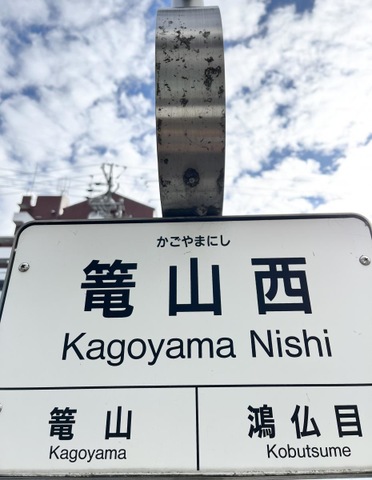 かごやまにし
篭山西
Kagoyama Nishi
篭山
Kagoyama
鴻仏目
Kobutsume